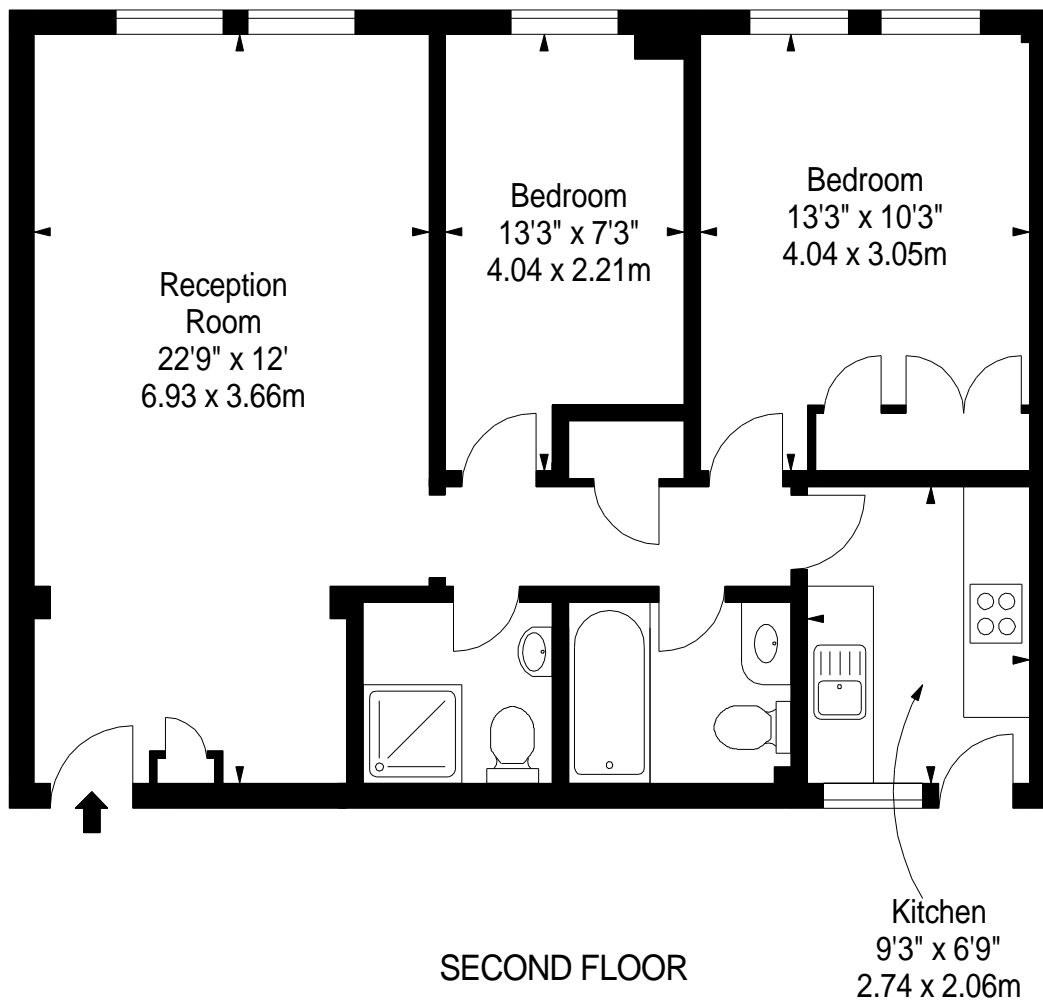 Reception
Room
22'9" x 12'
6.93 x 3.66m
Bedroom
13'3" x 7'3"
4.04 x 2.21m
Bedroom
13'3" x 10'3"
4.04 x 3.05m
Kitchen
9'3" x 6'9"
2.74 x 2.06m
SECOND FLOOR